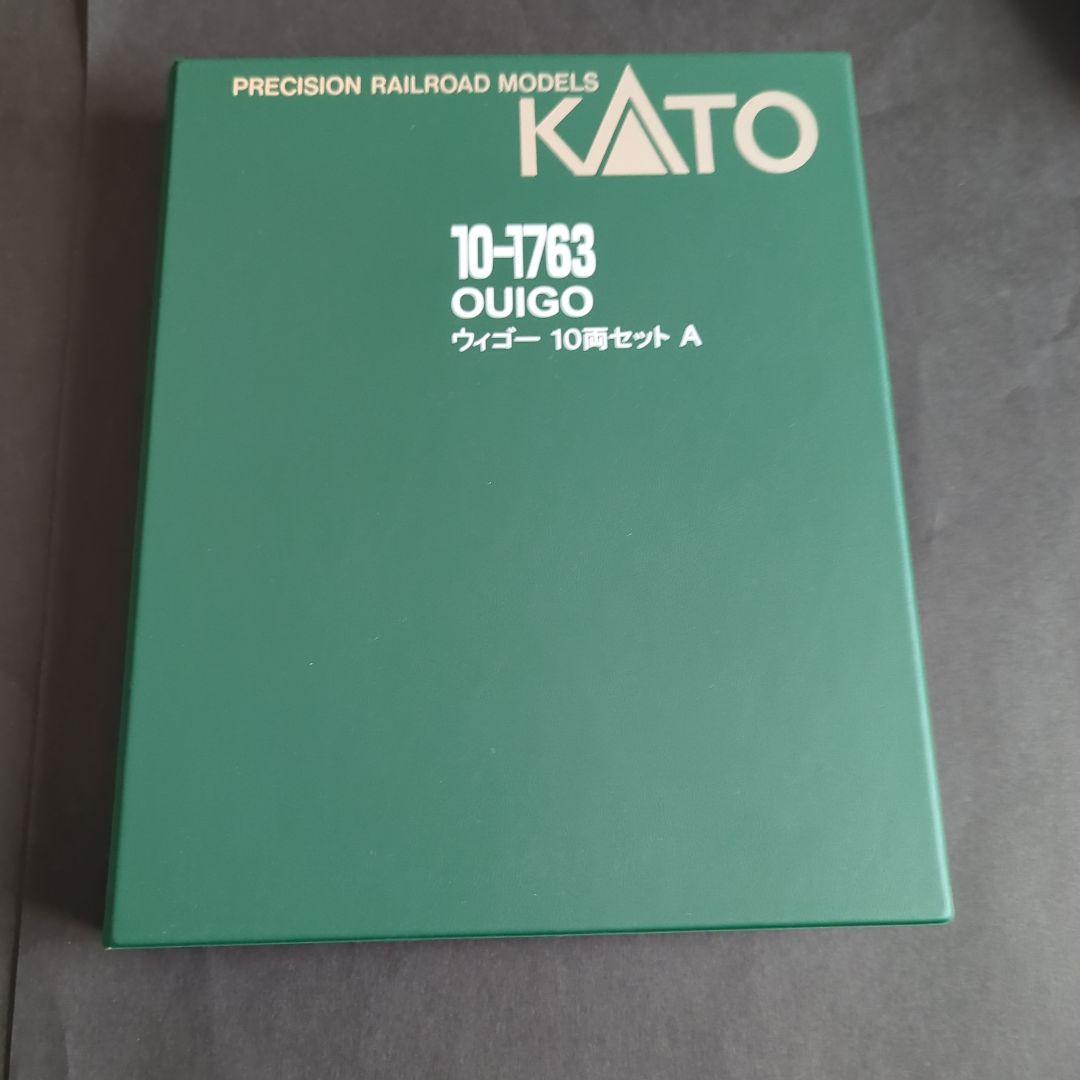 PRECISION RAILROAD MODELS
KATO
10-1763
OUIGO
ウィゴー 10両セット A